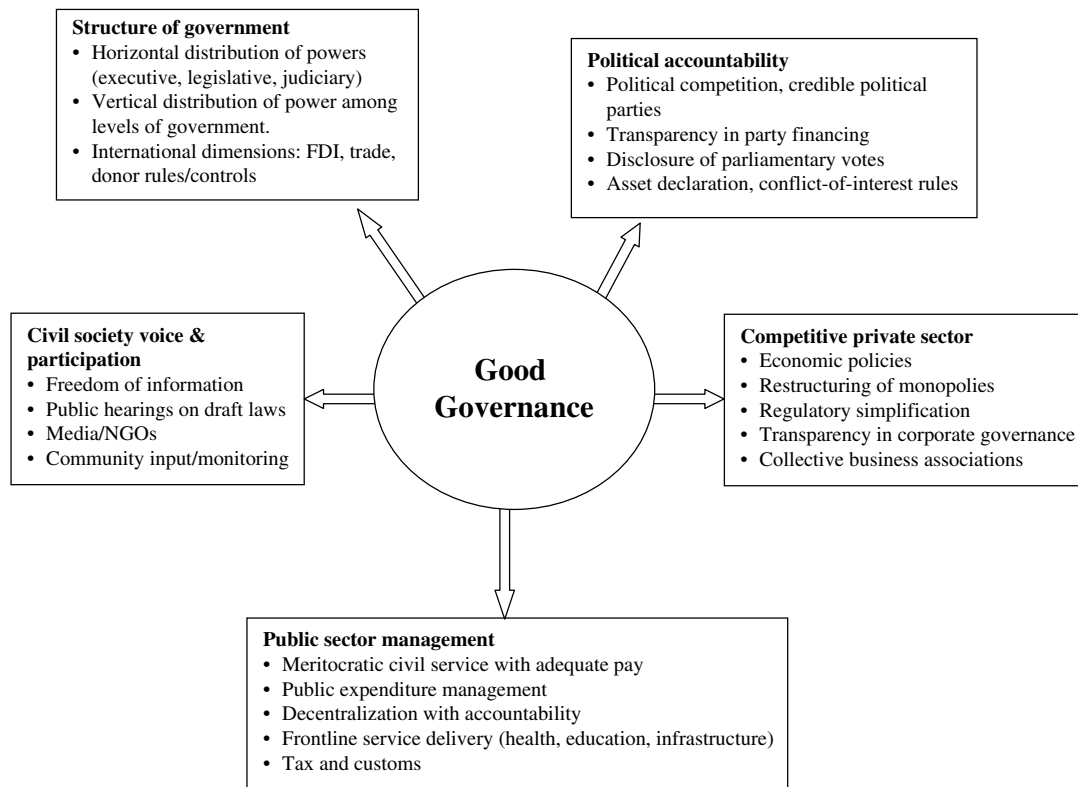 Structure of government
• Horizontal distribution of powers
(executive, legislative, judiciary)
• Vertical distribution of power among
levels of government.
• International dimensions: FDI, trade,
donor rules/controls
Political accountability
• Political competition, credible political
parties
• Transparency in party financing
• Disclosure of parliamentary votes
• Asset declaration, conflict-of-interest rules
Civil society voice &
participation
• Freedom of information
• Public hearings on draft laws
• Media/NGOs
• Community input/monitoring
Good
Governance
Competitive private sector
• Economic policies
• Restructuring of monopolies
• Regulatory simplification
• Transparency in corporate governance
• Collective business associations
Public sector management
• Meritocratic civil service with adequate pay
• Public expenditure management
• Decentralization with accountability
• Frontline service delivery (health, education, infrastructure)
• Tax and customs